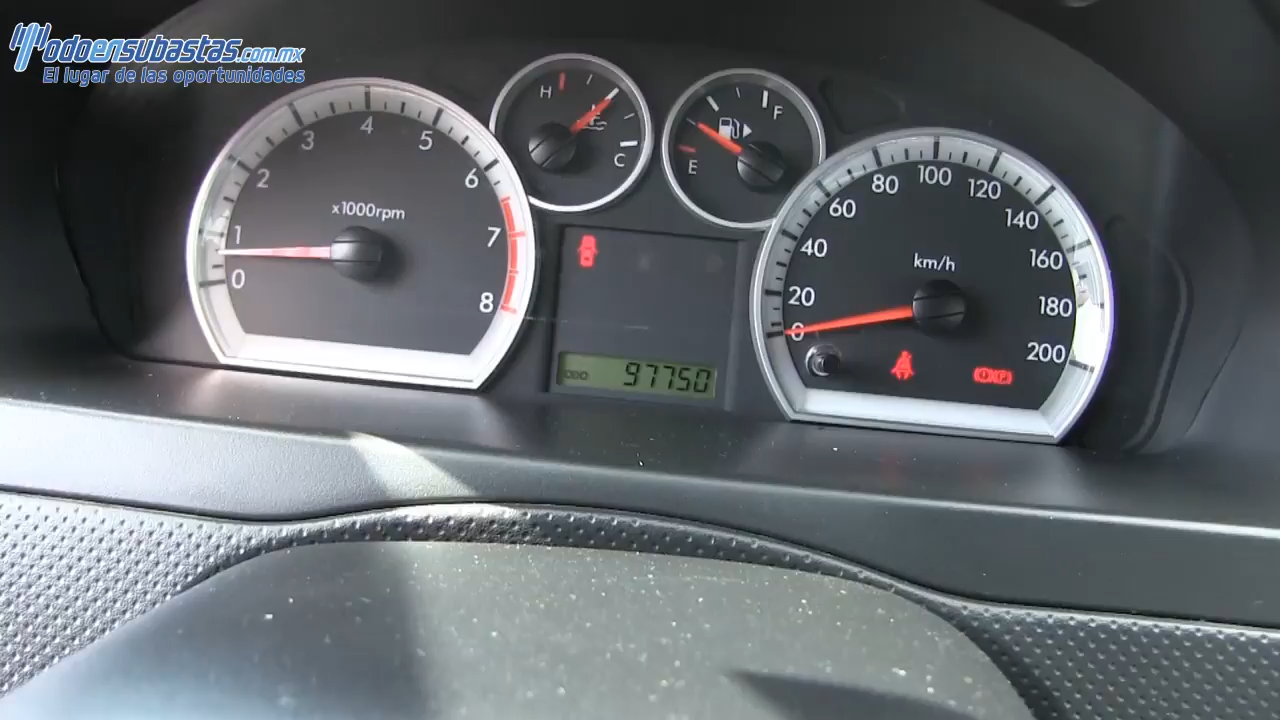 Todoensubastas.com.mx
El lugar de las oportunidades
0
1
2
3
4
5
6
7
8
x1000rpm
H
C
F
E
ODO
97750
0
20
40
60
80
100
120
140
160
180
200
km/h
P